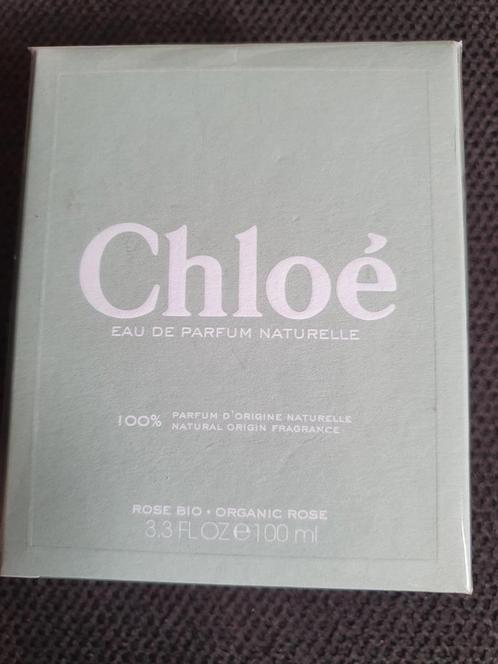 Chloé
EAU DE PARFUM NATURELLE
100% PARFUM D'ORIGINE NATURELLE
NATURAL ORIGIN FRAGRANCE
ROSE BIO • ORGANIC ROSE
3.3 FL OZ ℮ 100 ml